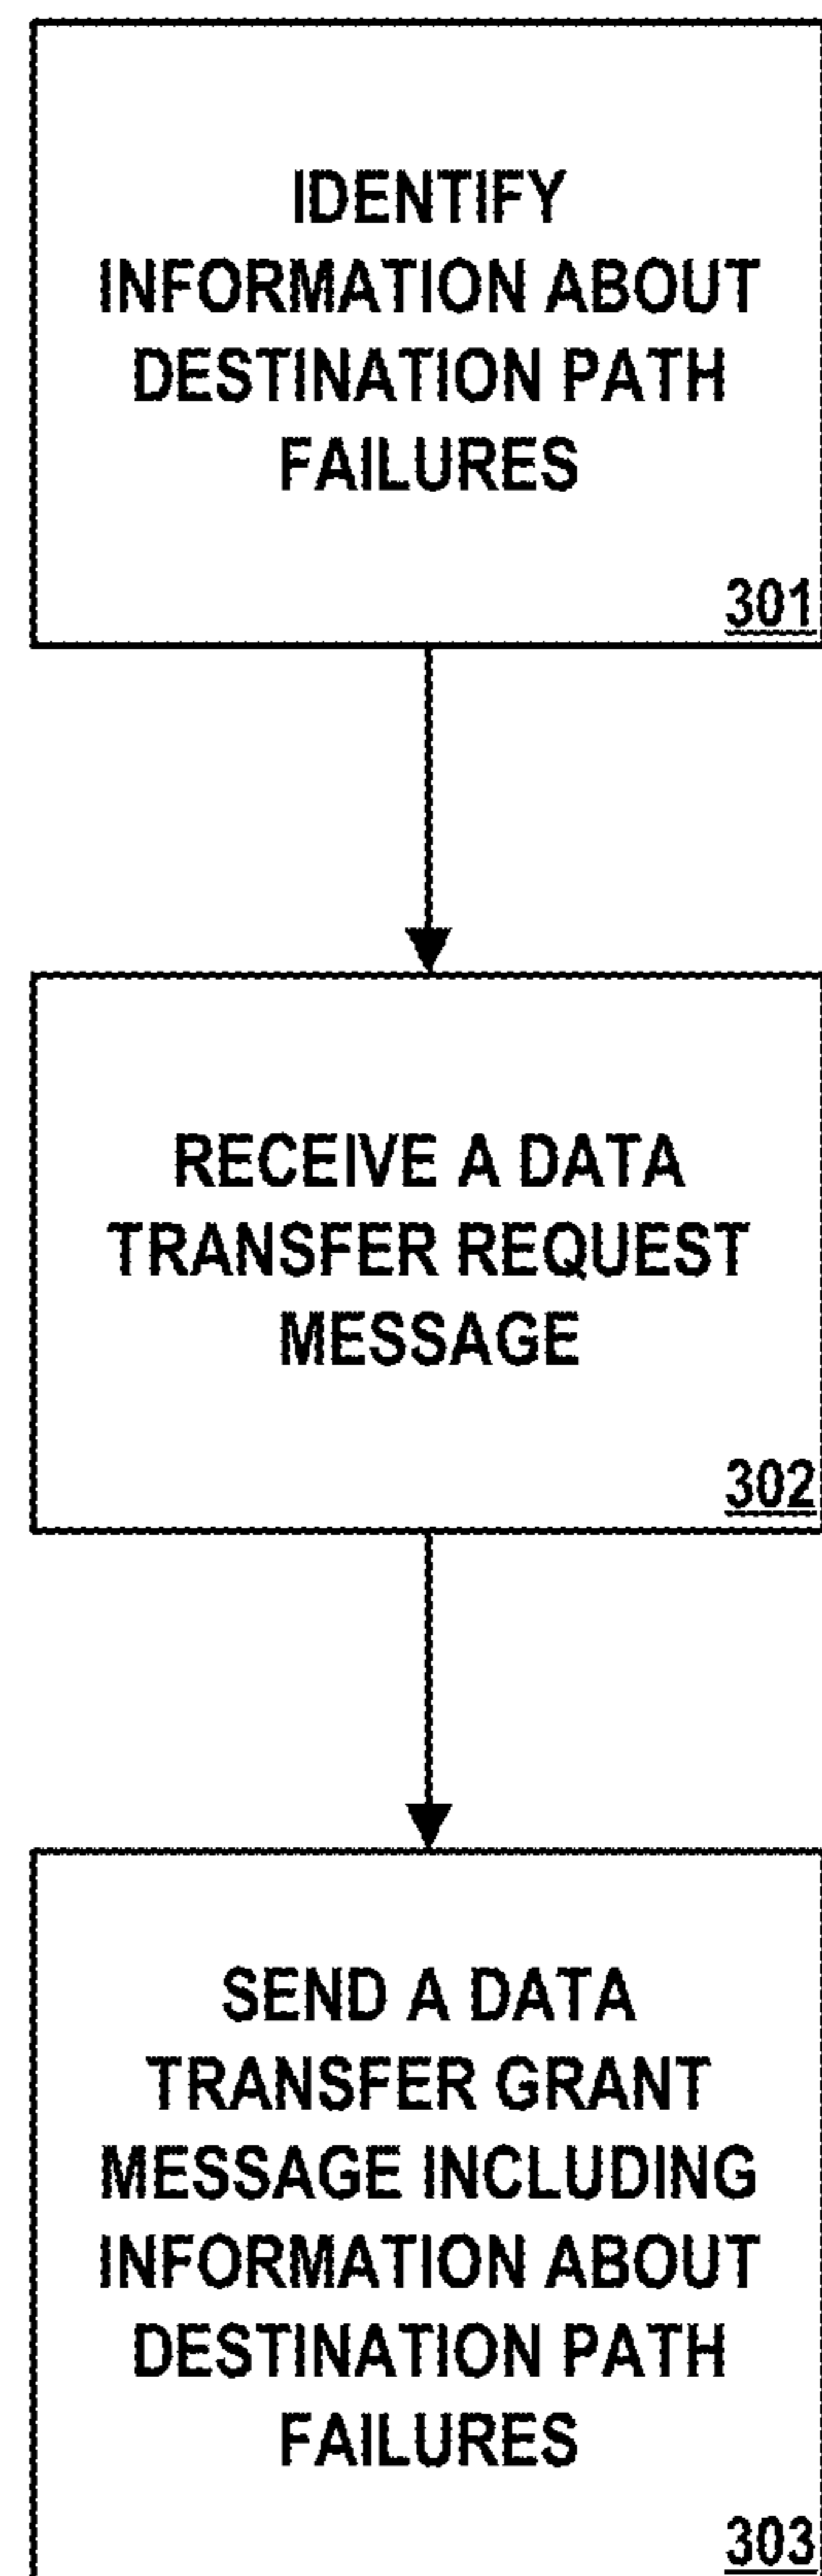 IDENTIFY
INFORMATION ABOUT
DESTINATION PATH
FAILURES
301
RECEIVE A DATA
TRANSFER REQUEST
MESSAGE
302
SEND A DATA
TRANSFER GRANT
MESSAGE INCLUDING
INFORMATION ABOUT
DESTINATION PATH
FAILURES
303